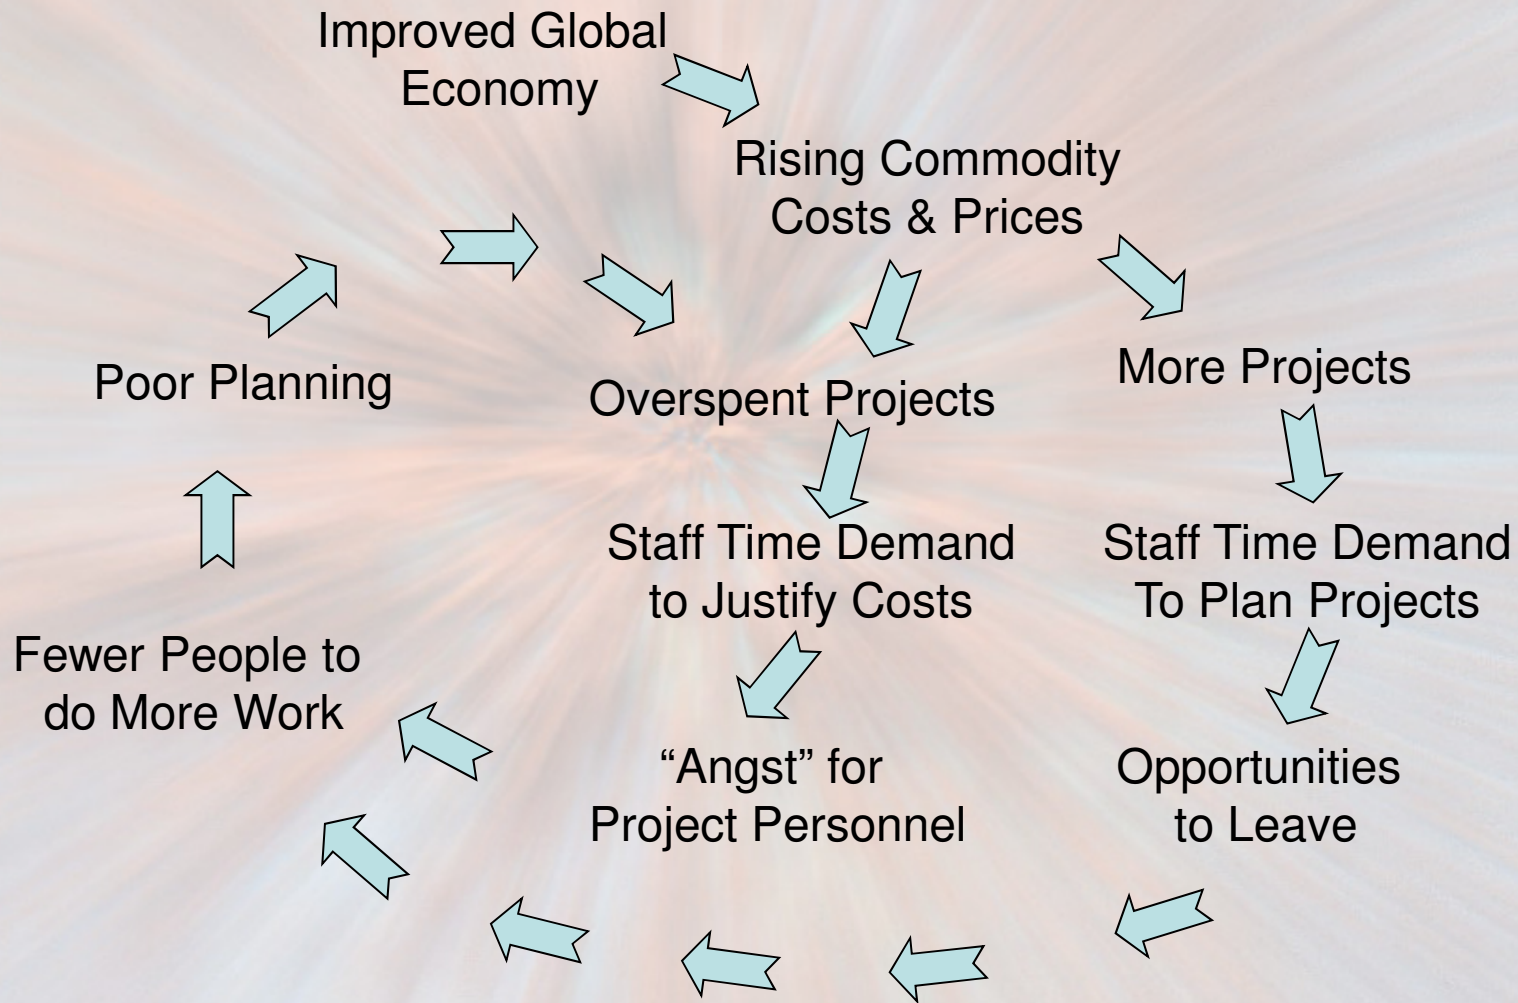 Improved Global
Economy
Rising Commodity
Costs & Prices
Poor Planning
Overspent Projects
More Projects
Staff Time Demand
to Justify Costs
Staff Time Demand
To Plan Projects
Fewer People to
do More Work
“Angst” for
Project Personnel
Opportunities
to Leave